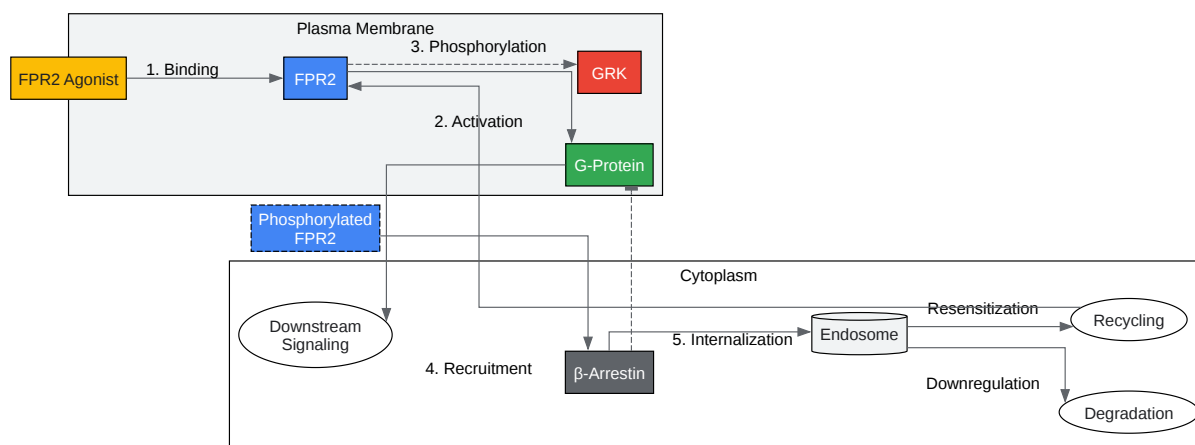 Plasma Membrane
3. Phosphorylation
FPR2 Agonist
1. Binding
FPR2
GRK
2. Activation
G-Protein
Phosphorylated
FPR2
Cytoplasm
Resensitization
Downstream
Signaling
5. Internalization
Endosome
Recycling
4. Recruitment
β-Arrestin
Downregulation
Degradation